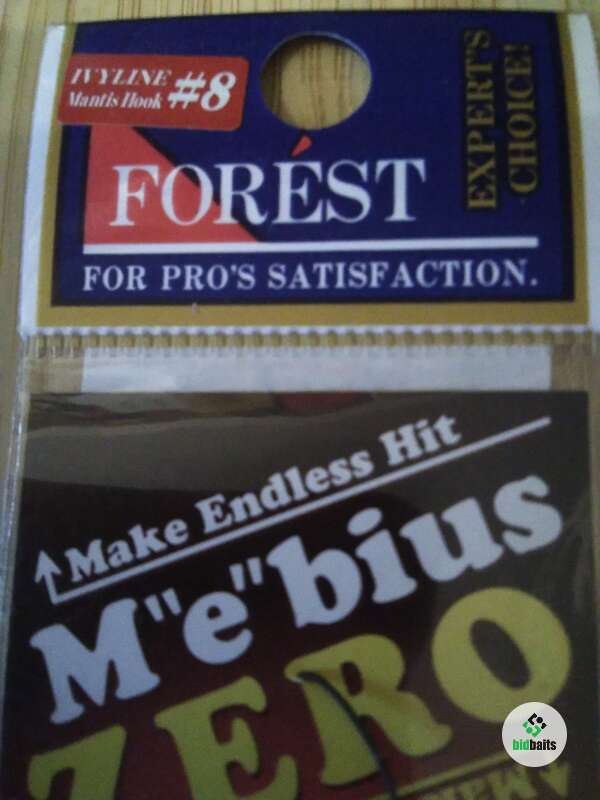 IVYLINE
Mantis Hook #8
EXPERT'S
CHOICE!
FORÉST
FOR PRO'S SATISFACTION.
Make Endless Hit
M"e"bius
ZERO
bidbaits